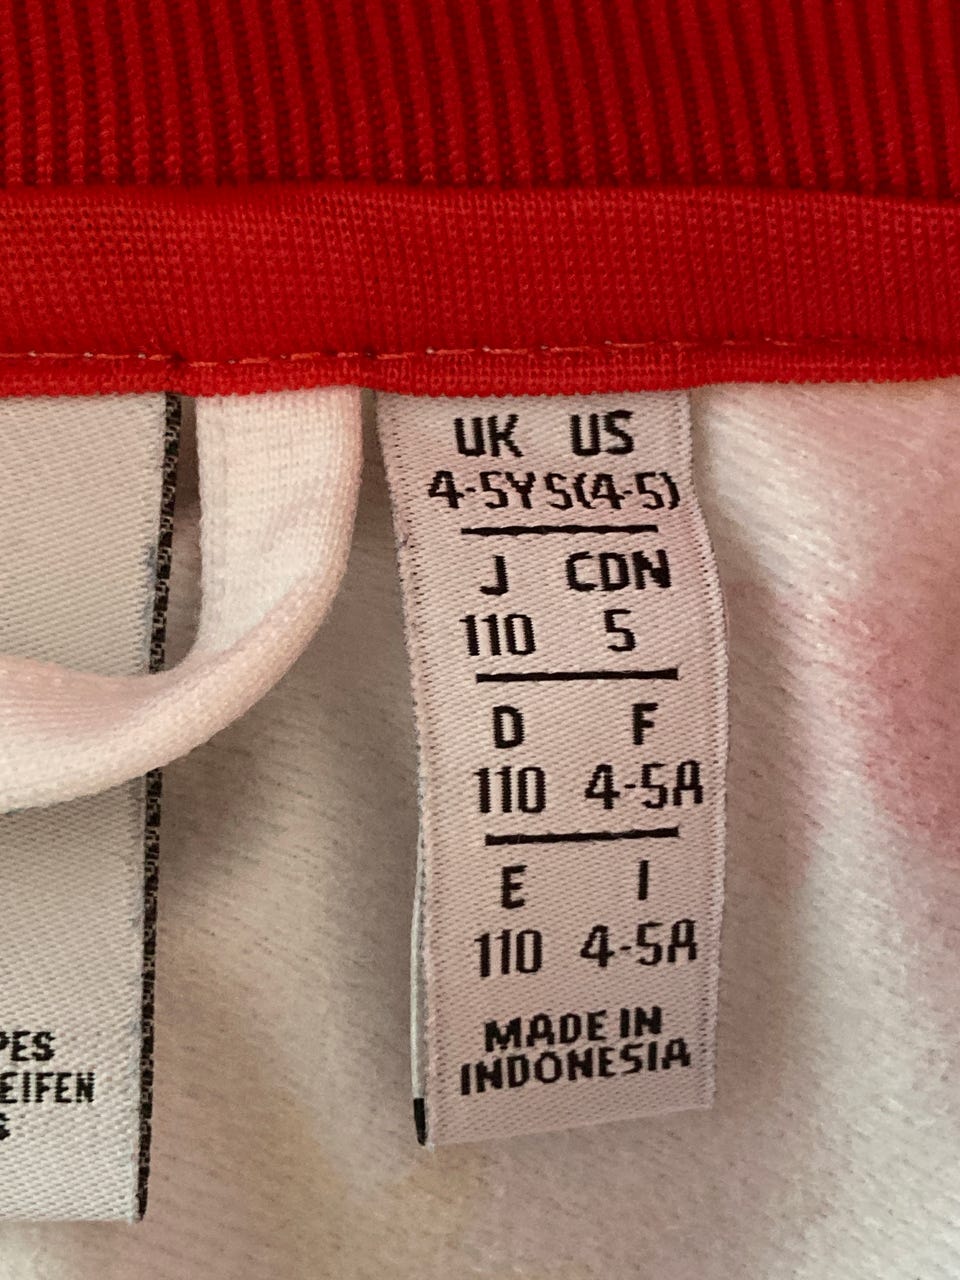 UK US
4-5Y S(4-5)
J CDN
110 5
D F
110 4-5A
E I
110 4-5A
MADE IN
INDONESIA
PES
EIFEN